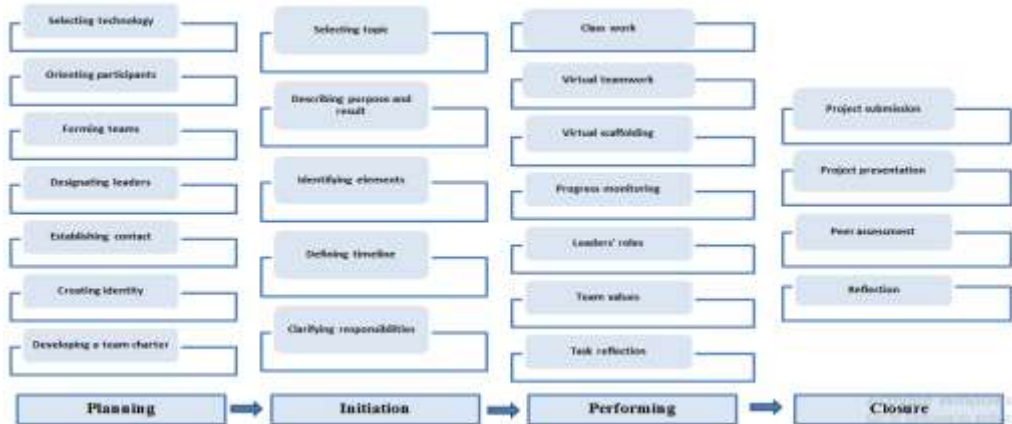 Selecting technology
Orienting participants
Forming teams
Designating leaders
Establishing contact
Creating identity
Developing a team charter
Planning
Selecting topic
Describing purpose and
result
Identifying elements
Defining timeline
Clarifying responsibilities
Initiation
Class work
Virtual teamwork
Virtual scaffolding
Progress monitoring
Leaders' roles
Team values
Task reflection
Performing
Project submission
Project presentation
Peer assessment
Reflection
Closure